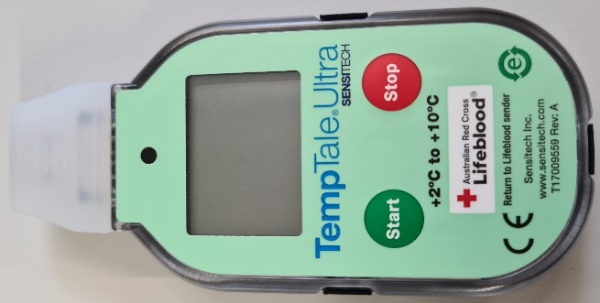 TempTale® Ultra
SENSITECH
Start
Stop
+2°C to +10°C
Australian Red Cross
Lifeblood®
CE
Return to Lifeblood sender
Sensitech Inc.
www.sensitech.com
T17009559 Rev: A
e